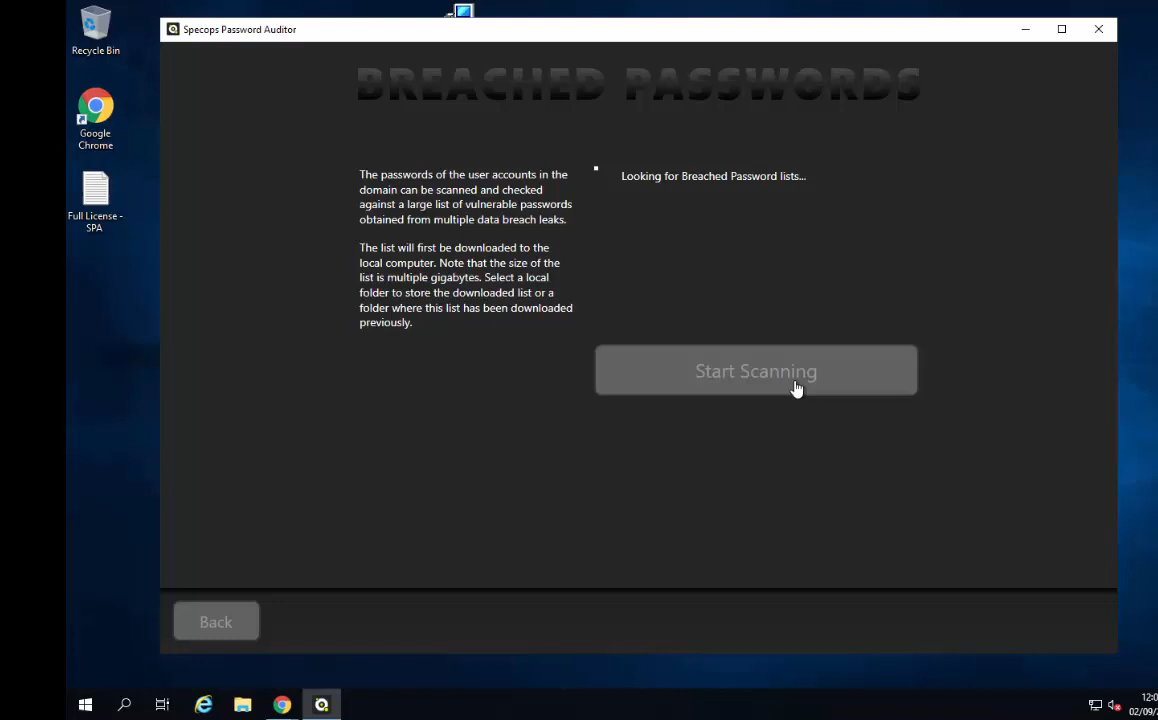 Recycle Bin
Google
Chrome
Full License -
SPA
Specops Password Auditor
BREACHED PASSWORDS
The passwords of the user accounts in the
domain can be scanned and checked
against a large list of vulnerable passwords
obtained from multiple data breach leaks.
The list will first be downloaded to the
local computer. Note that the size of the
list is multiple gigabytes. Select a local
folder to store the downloaded list or a
folder where this list has been downloaded
previously.
Looking for Breached Password lists...
Start Scanning
Back
12:0
02/09/